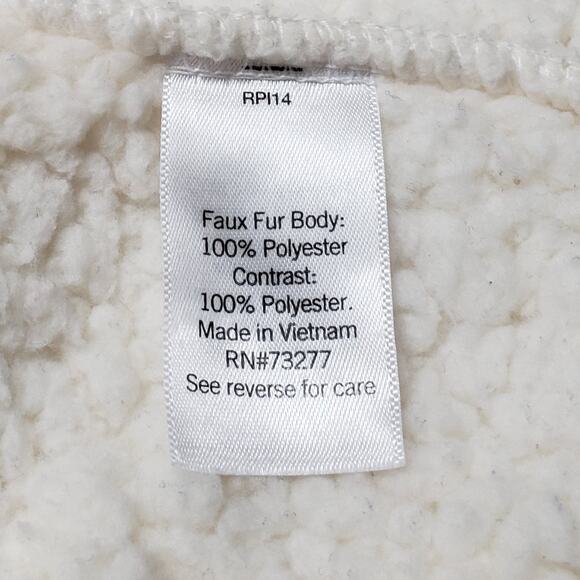 RPI14
Faux Fur Body:
100% Polyester
Contrast:
100% Polyester.
Made in Vietnam
RN#73277
See reverse for care